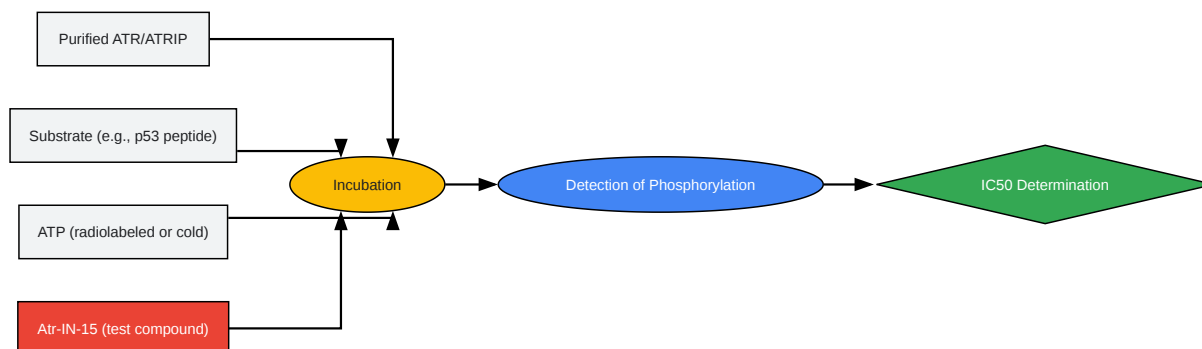 Purified ATR/ATRIP
Substrate (e.g., p53 peptide)
ATP (radiolabeled or cold)
Atr-IN-15 (test compound)
Incubation
Detection of Phosphorylation
IC50 Determination